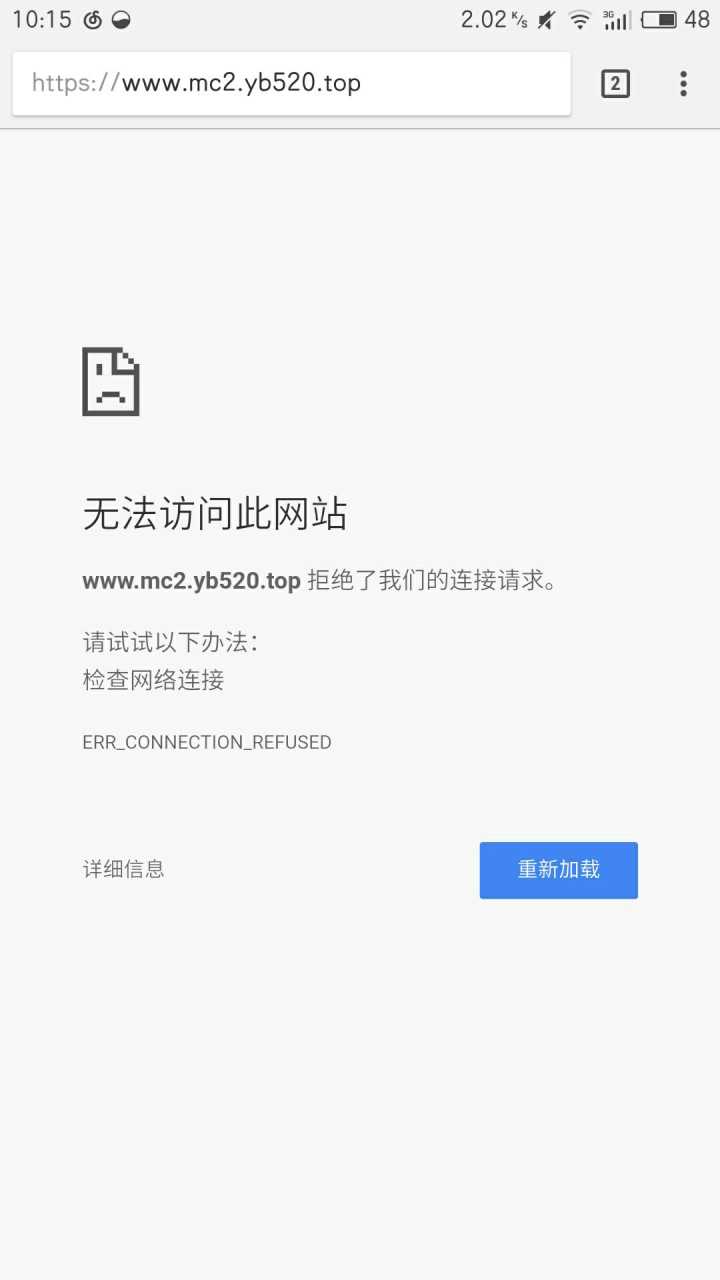 10:15 2.02 K/s 3G 48
https://www.mc2.yb520.top 2
无法访问此网站
www.mc2.yb520.top 拒绝了我们的连接请求。
请试试以下办法：
检查网络连接
ERR_CONNECTION_REFUSED
详细信息 重新加载